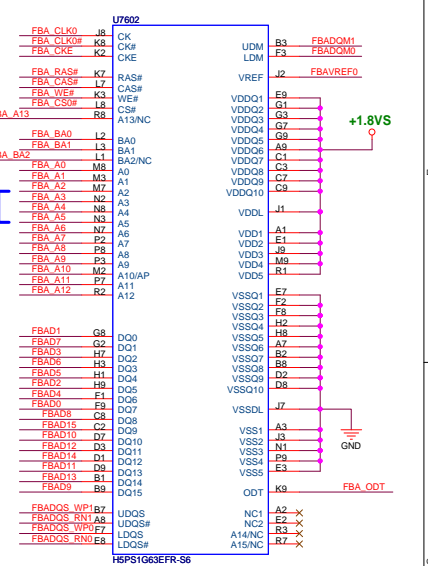 U7602
FBA_CLK0 J8 CK
FBA_CLK0# K8 CK#
FBA_CKE K2 CKE
FBA_RAS# K7 RAS#
FBA_CAS# L7 CAS#
FBA_WE# K3 WE#
FBA_CS0# L8 CS#
BA_A13 R8 A13/NC
FBA_BA0 L2 BA0
FBA_BA1 L3 BA1
BA_BA2 L1 BA2/NC
FBA_A0 M8 A0
FBA_A1 M3 A1
FBA_A2 M7 A2
FBA_A3 N2 A3
FBA_A4 N8 A4
FBA_A5 N3 A5
FBA_A6 N7 A6
FBA_A7 P2 A7
FBA_A8 P8 A8
FBA_A9 P3 A9
FBA_A10 M2 A10/AP
FBA_A11 P7 A11
FBA_A12 R2 A12
FBAD1 G8 DQ0
FBAD7 G2 DQ1
FBAD3 H7 DQ2
FBAD6 H3 DQ3
FBAD5 H1 DQ4
FBAD2 H9 DQ5
FBAD4 F1 DQ6
FBAD0 F9 DQ7
FBAD8 C8 DQ8
FBAD15 C2 DQ9
FBAD10 D7 DQ10
FBAD12 D3 DQ11
FBAD14 D1 DQ12
FBAD11 D9 DQ13
FBAD13 B1 DQ14
FBAD9 B9 DQ15
FBADQS_WP1 B7 UDQS
FBADQS_RN1 A8 UDQS#
FBADQS_WP0 F7 LDQS
FBADQS_RN0 E8 LDQS#
UDM B3 FBADQM1
LDM F3 FBADQM0
VREF J2 FBAVREF0
VDDQ1 E9
VDDQ2 G1
VDDQ3 G3
VDDQ4 G7
VDDQ5 G9
VDDQ6 A9
VDDQ7 C1
VDDQ8 C3
VDDQ9 C7
VDDQ10 C9
+1.8VS
VDDL J1
VDD1 A1
VDD2 E1
VDD3 J9
VDD4 M9
VDD5 R1
VSSQ1 E7
VSSQ2 F2
VSSQ3 F8
VSSQ4 H2
VSSQ5 H8
VSSQ6 A7
VSSQ7 B2
VSSQ8 B8
VSSQ9 D2
VSSQ10 D8
VSSDL J7
GND
VSS1 A3
VSS2 J3
VSS3 N1
VSS4 P9
VSS5 E3
ODT K9 FBA_ODT
NC1 A2
NC2 E2
A14/NC R3
A15/NC R7
H5PS1G63EFR-S6